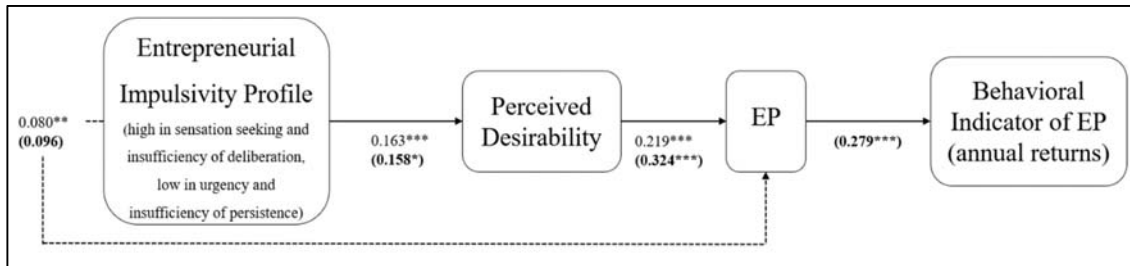 Entrepreneurial
Impulsivity Profile
(high in sensation seeking and
insufficiency of deliberation,
low in urgency and
insufficiency of persistence)
0.080**
(0.096)
0.163***
(0.158*)
Perceived
Desirability
0.219***
(0.324***)
EP
(0.279***)
Behavioral
Indicator of EP
(annual returns)